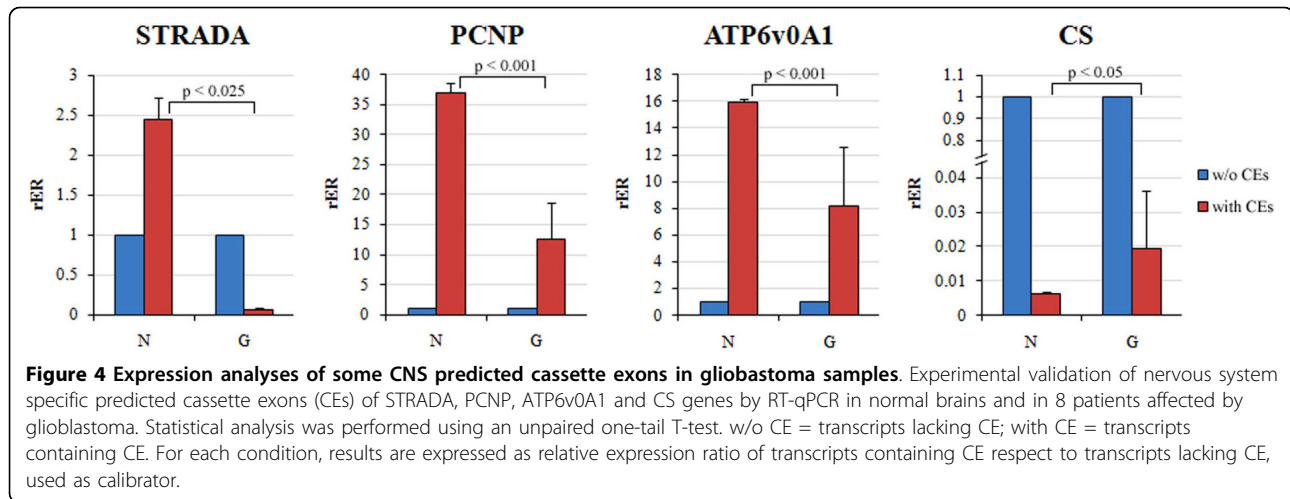 STRADA
PCNP
ATP6v0A1
CS
3
2.5
2
1.5
1
0.5
0
rER
p < 0.025
N
G
40
35
30
25
20
15
10
5
0
rER
p < 0.001
N
G
18
16
14
12
10
8
6
4
2
0
rER
p < 0.001
N
G
1.1
1
0.9
0.8
0.04
0.03
0.02
0.01
0
rER
p < 0.05
N
G
w/o CEs
with CEs
Figure 4 Expression analyses of some CNS predicted cassette exons in gliobastoma samples. Experimental validation of nervous system
specific predicted cassette exons (CEs) of STRADA, PCNP, ATP6v0A1 and CS genes by RT-qPCR in normal brains and in 8 patients affected by
glioblastoma. Statistical analysis was performed using an unpaired one-tail T-test. w/o CE = transcripts lacking CE; with CE = transcripts
containing CE. For each condition, results are expressed as relative expression ratio of transcripts containing CE respect to transcripts lacking CE,
used as calibrator.